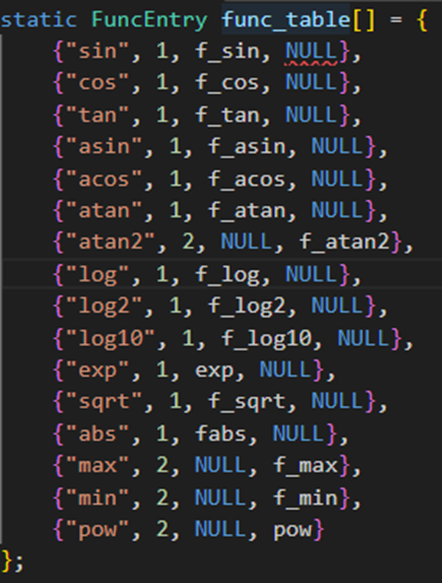 static FuncEntry func_table[] = {
{"sin", 1, f_sin, NULL},
{"cos", 1, f_cos, NULL},
{"tan", 1, f_tan, NULL},
{"asin", 1, f_asin, NULL},
{"acos", 1, f_acos, NULL},
{"atan", 1, f_atan, NULL},
{"atan2", 2, NULL, f_atan2},
{"log", 1, f_log, NULL},
{"log2", 1, f_log2, NULL},
{"log10", 1, f_log10, NULL},
{"exp", 1, exp, NULL},
{"sqrt", 1, f_sqrt, NULL},
{"abs", 1, fabs, NULL},
{"max", 2, NULL, f_max},
{"min", 2, NULL, f_min},
{"pow", 2, NULL, pow}
};